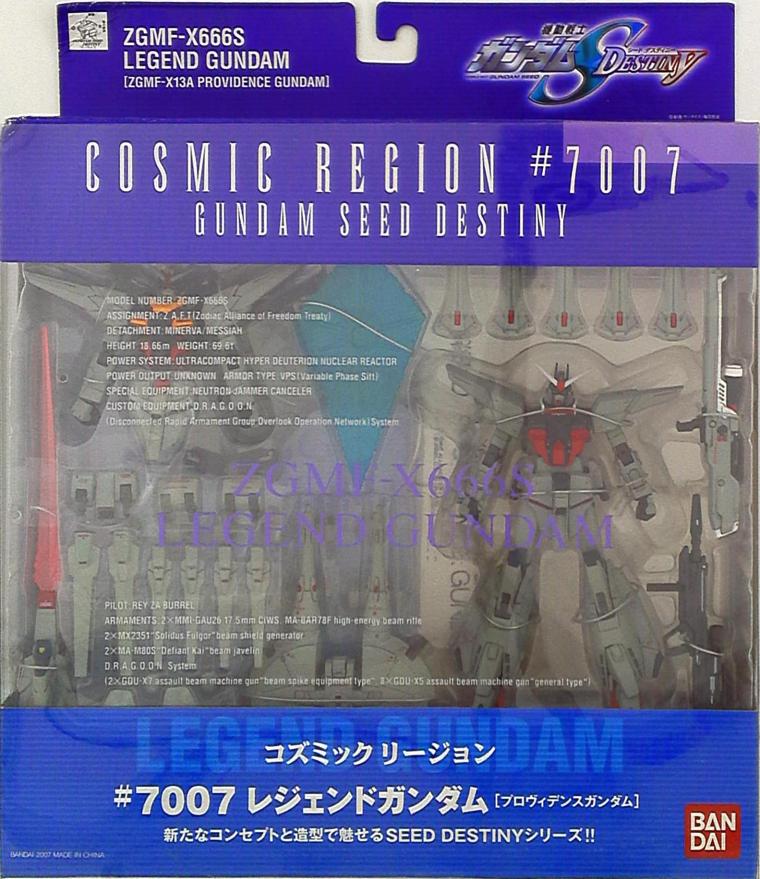 ZGMF-X666S
LEGEND GUNDAM
[ZGMF-X13A PROVIDENCE GUNDAM]
機動戦士
ガンダム SEED DESTINY
COSMIC REGION #7007
GUNDAM SEED DESTINY
MODEL NUMBER:ZGMF-X666S
ASSIGNMENT:Z.A.F.T(Zodiac Alliance of Freedom Treaty)
DETACHMENT: MINERVA/MESSIAH
HEIGHT 18.66m WEIGHT 69.6t
POWER SYSTEM: ULTRACOMPACT HYPER DEUTERION NUCLEAR REACTOR
POWER OUTPUT:UNKNOWN ARMOR TYPE: VPS(Variable Phase Sift)
SPECIAL EQUIPMENT:NEUTRON JAMMER CANCELER
CUSTOM EQUIPMENT:D.R.A.G.O.O.N.
(Disconnected Rapid Armament Group Overlook Operation Network)System
ZGMF-X666S
LEGEND GUNDAM
PILOT: REY ZA BURREL
ARMAMENTS: 2×MMI-GAU26 17.5mm CIWS, MA-BAR78F high-energy beam rifle
2×MX2351"Solidus Fulgor"beam shield generator
2×MA-M80S"Defiant Kai"beam javelin
D.R.A.G.O.O.N. System
(2×GDU-X7 assault beam machine gun"beam spike equipment type", 8×GDU-X5 assault beam machine gun"general type")
LEGEND GUNDAM
コズミック リージョン
#7007 レジェンドガンダム [プロヴィデンスガンダム]
新たなコンセプトと造型で魅せるSEED DESTINYシリーズ!!
BAN
DAI
BANDAI 2007 MADE IN CHINA